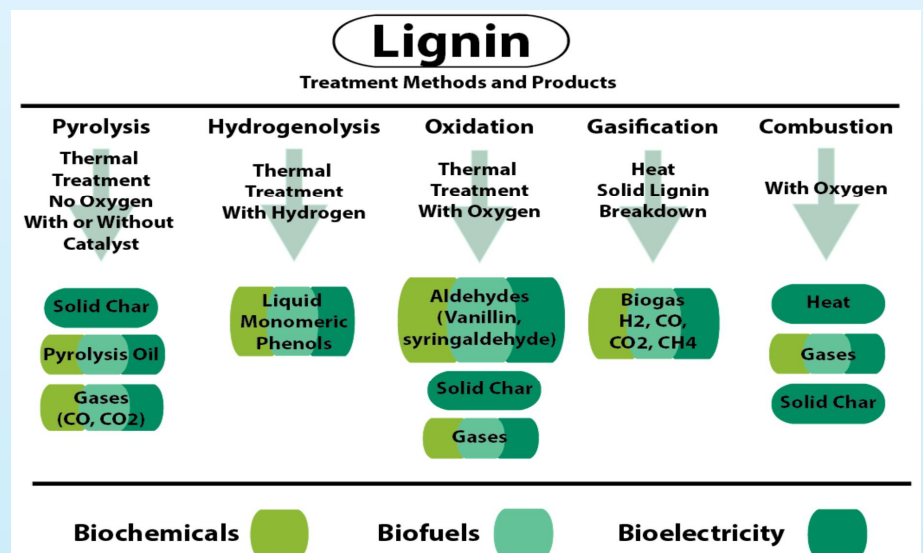 Lignin
Treatment Methods and Products
Pyrolysis
Thermal
Treatment
No Oxygen
With or Without
Catalyst
Solid Char
Pyrolysis Oil
Gases
(CO, CO2)
Hydrogenolysis
Thermal
Treatment
With Hydrogen
Liquid
Monomeric
Phenols
Oxidation
Thermal
Treatment
With Oxygen
Aldehydes
(Vanillin,
syringaldehyde)
Solid Char
Gases
Gasification
Heat
Solid Lignin
Breakdown
Biogas
H2, CO,
CO2, CH4
Combustion
With Oxygen
Heat
Gases
Solid Char
Biochemicals
Biofuels
Bioelectricity